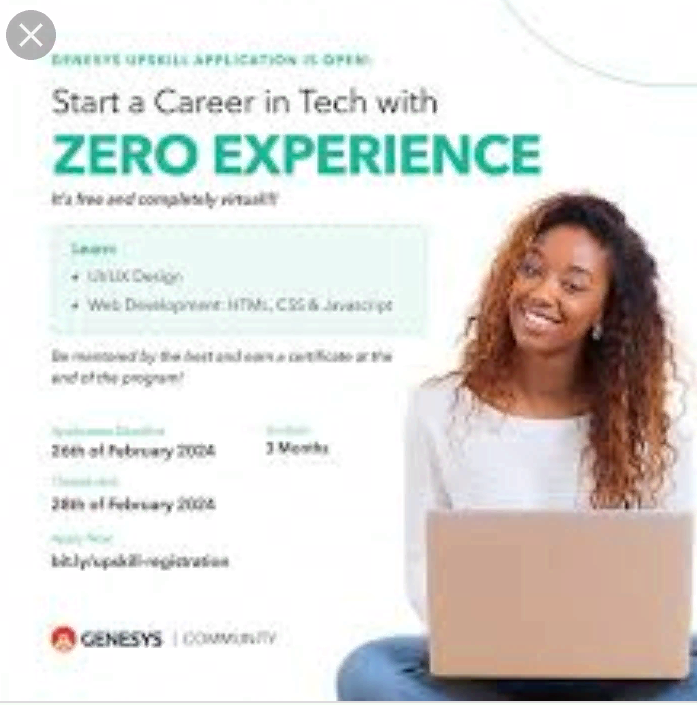 GENESYS UPSKILL APPLICATION IS OPEN!
Start a Career in Tech with
ZERO EXPERIENCE
It's free and completely virtual!!!
Learn
• UI/UX Design
• Web Development: HTMs, CSS & Javascript
Be mentored by the best and earn a certificate at the
end of the program!
Application Deadline
26th of February 2024
Duration
3 Months
28th of February 2024
Apply Now
bit.ly/upskill-registration
GENESYS | COMMUNITY